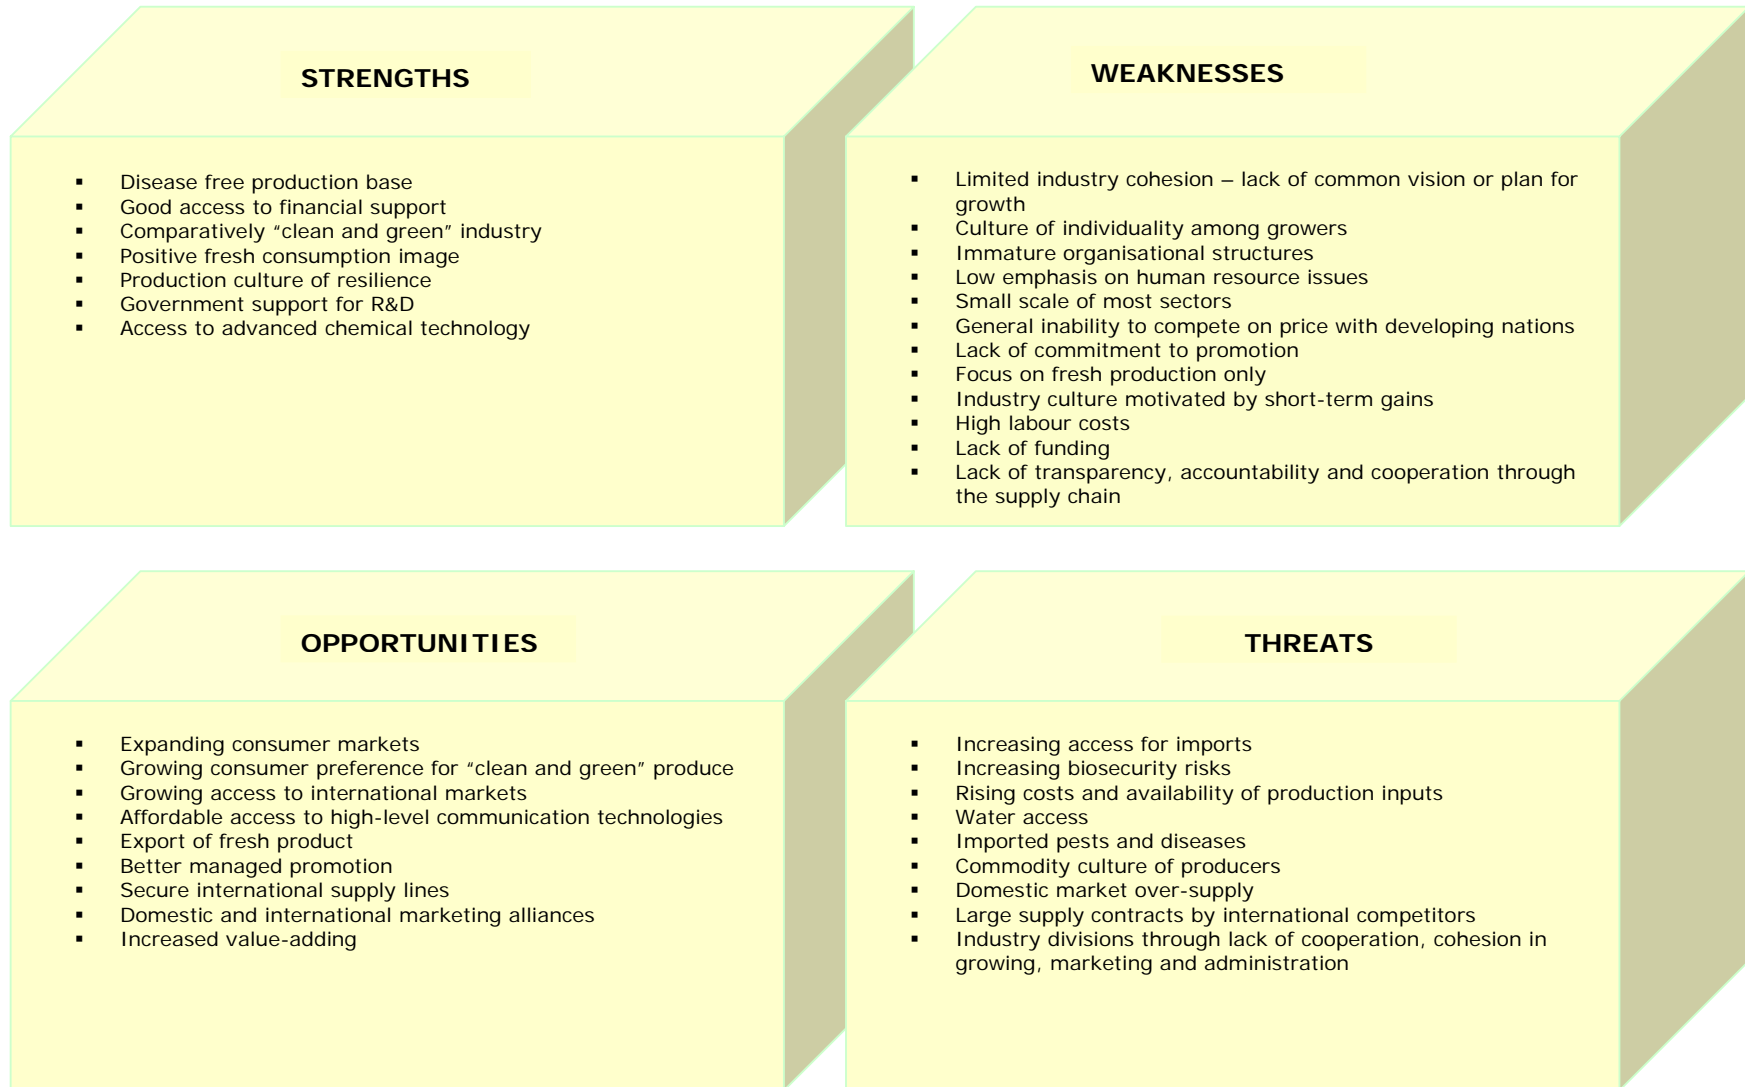 STRENGTHS
▪ Disease free production base
▪ Good access to financial support
▪ Comparatively “clean and green” industry
▪ Positive fresh consumption image
▪ Production culture of resilience
▪ Government support for R&D
▪ Access to advanced chemical technology
WEAKNESSES
▪ Limited industry cohesion – lack of common vision or plan for
growth
▪ Culture of individuality among growers
▪ Immature organisational structures
▪ Low emphasis on human resource issues
▪ Small scale of most sectors
▪ General inability to compete on price with developing nations
▪ Lack of commitment to promotion
▪ Focus on fresh production only
▪ Industry culture motivated by short-term gains
▪ High labour costs
▪ Lack of funding
▪ Lack of transparency, accountability and cooperation through
the supply chain
OPPORTUNITIES
▪ Expanding consumer markets
▪ Growing consumer preference for “clean and green” produce
▪ Growing access to international markets
▪ Affordable access to high-level communication technologies
▪ Export of fresh product
▪ Better managed promotion
▪ Secure international supply lines
▪ Domestic and international marketing alliances
▪ Increased value-adding
THREATS
▪ Increasing access for imports
▪ Increasing biosecurity risks
▪ Rising costs and availability of production inputs
▪ Water access
▪ Imported pests and diseases
▪ Commodity culture of producers
▪ Domestic market over-supply
▪ Large supply contracts by international competitors
▪ Industry divisions through lack of cooperation, cohesion in
growing, marketing and administration